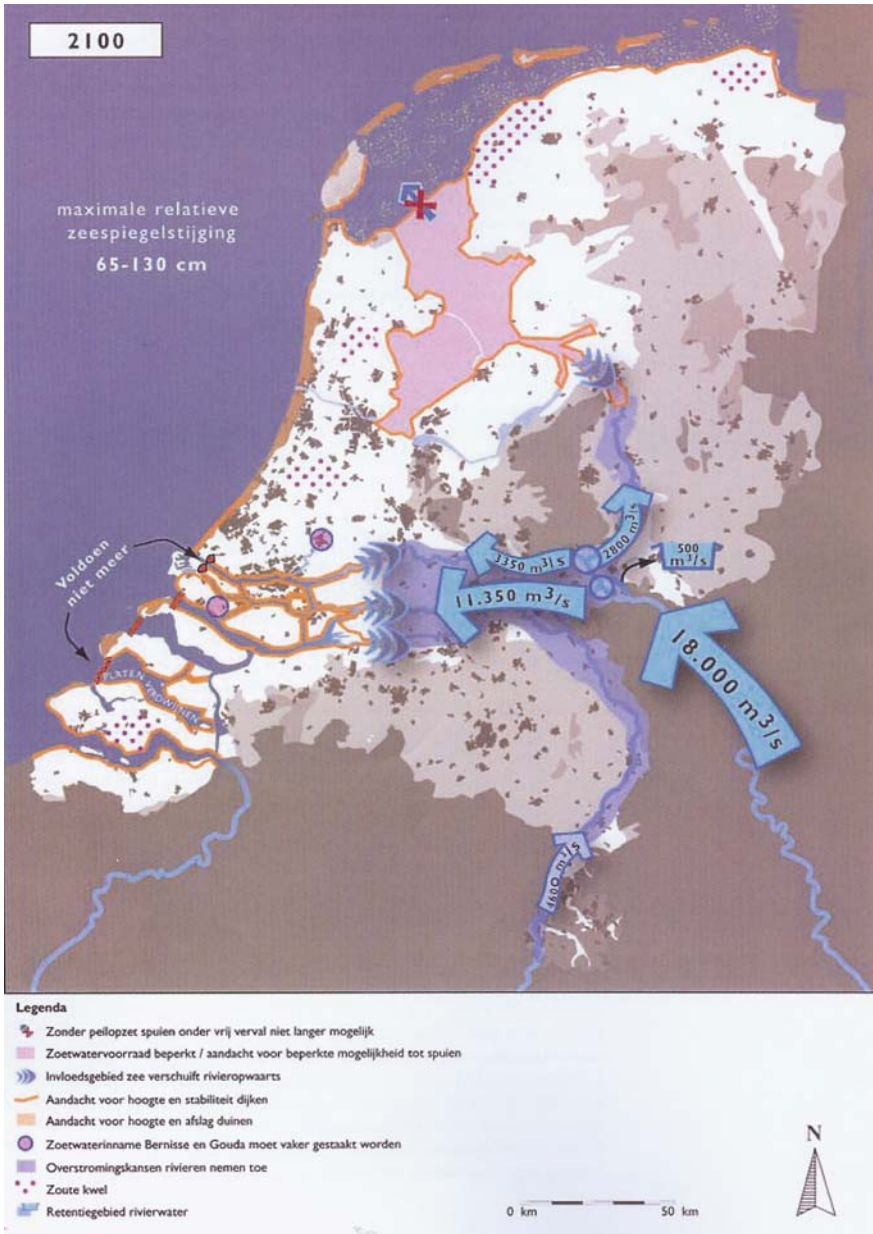 2100
maximale relatieve
zeespiegelstijging
65-130 cm
Voldoen
niet meer
PLATEN VERDWIJNEN
3350 m³/s
2800 m³/s
500
m³/s
11.350 m³/s
18.000 m³/s
4600 m³/s
Legenda
Zonder peilopzet spuien onder vrij verval niet langer mogelijk
Zoetwatervoorraad beperkt / aandacht voor beperkte mogelijkheid tot spuien
Invloedsgebied zee verschuift rivieropwaarts
Aandacht voor hoogte en stabiliteit dijken
Aandacht voor hoogte en afslag duinen
Zoetwaterinname Bernisse en Gouda moet vaker gestaakt worden
Overstromingskansen rivieren nemen toe
Zoute kwel
Retentiegebied rivierwater
0 km
50 km
N